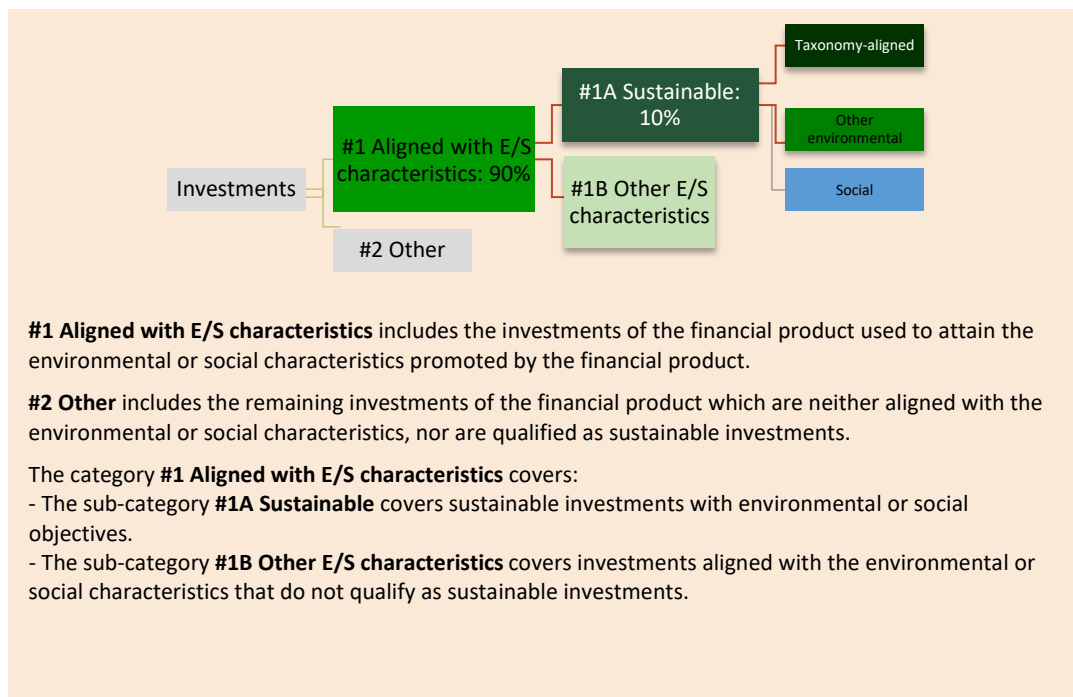 Taxonomy-aligned
#1A Sustainable:
10%
#1 Aligned with E/S
characteristics: 90%
Other
environmental
Investments
#1B Other E/S
characteristics
Social
#2 Other
#1 Aligned with E/S characteristics includes the investments of the financial product used to attain the
environmental or social characteristics promoted by the financial product.
#2 Other includes the remaining investments of the financial product which are neither aligned with the
environmental or social characteristics, nor are qualified as sustainable investments.
The category #1 Aligned with E/S characteristics covers:
- The sub-category #1A Sustainable covers sustainable investments with environmental or social
objectives.
- The sub-category #1B Other E/S characteristics covers investments aligned with the environmental or
social characteristics that do not qualify as sustainable investments.